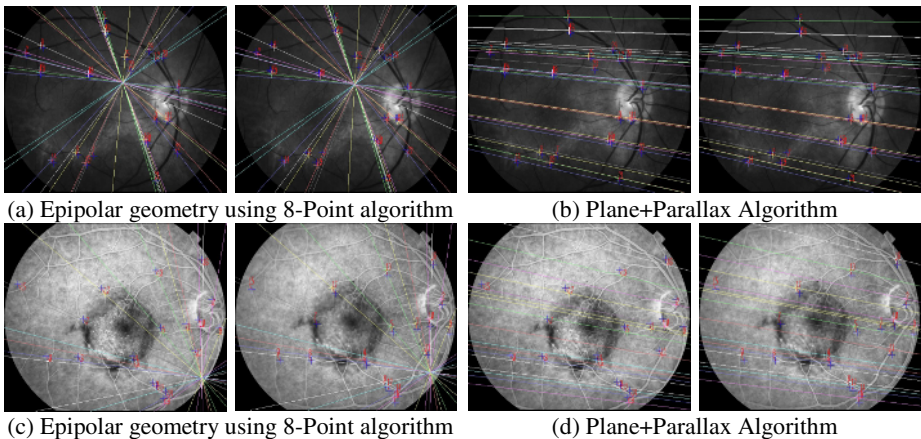 (a) Epipolar geometry using 8-Point algorithm
(b) Plane+Parallax Algorithm
(c) Epipolar geometry using 8-Point algorithm
(d) Plane+Parallax Algorithm